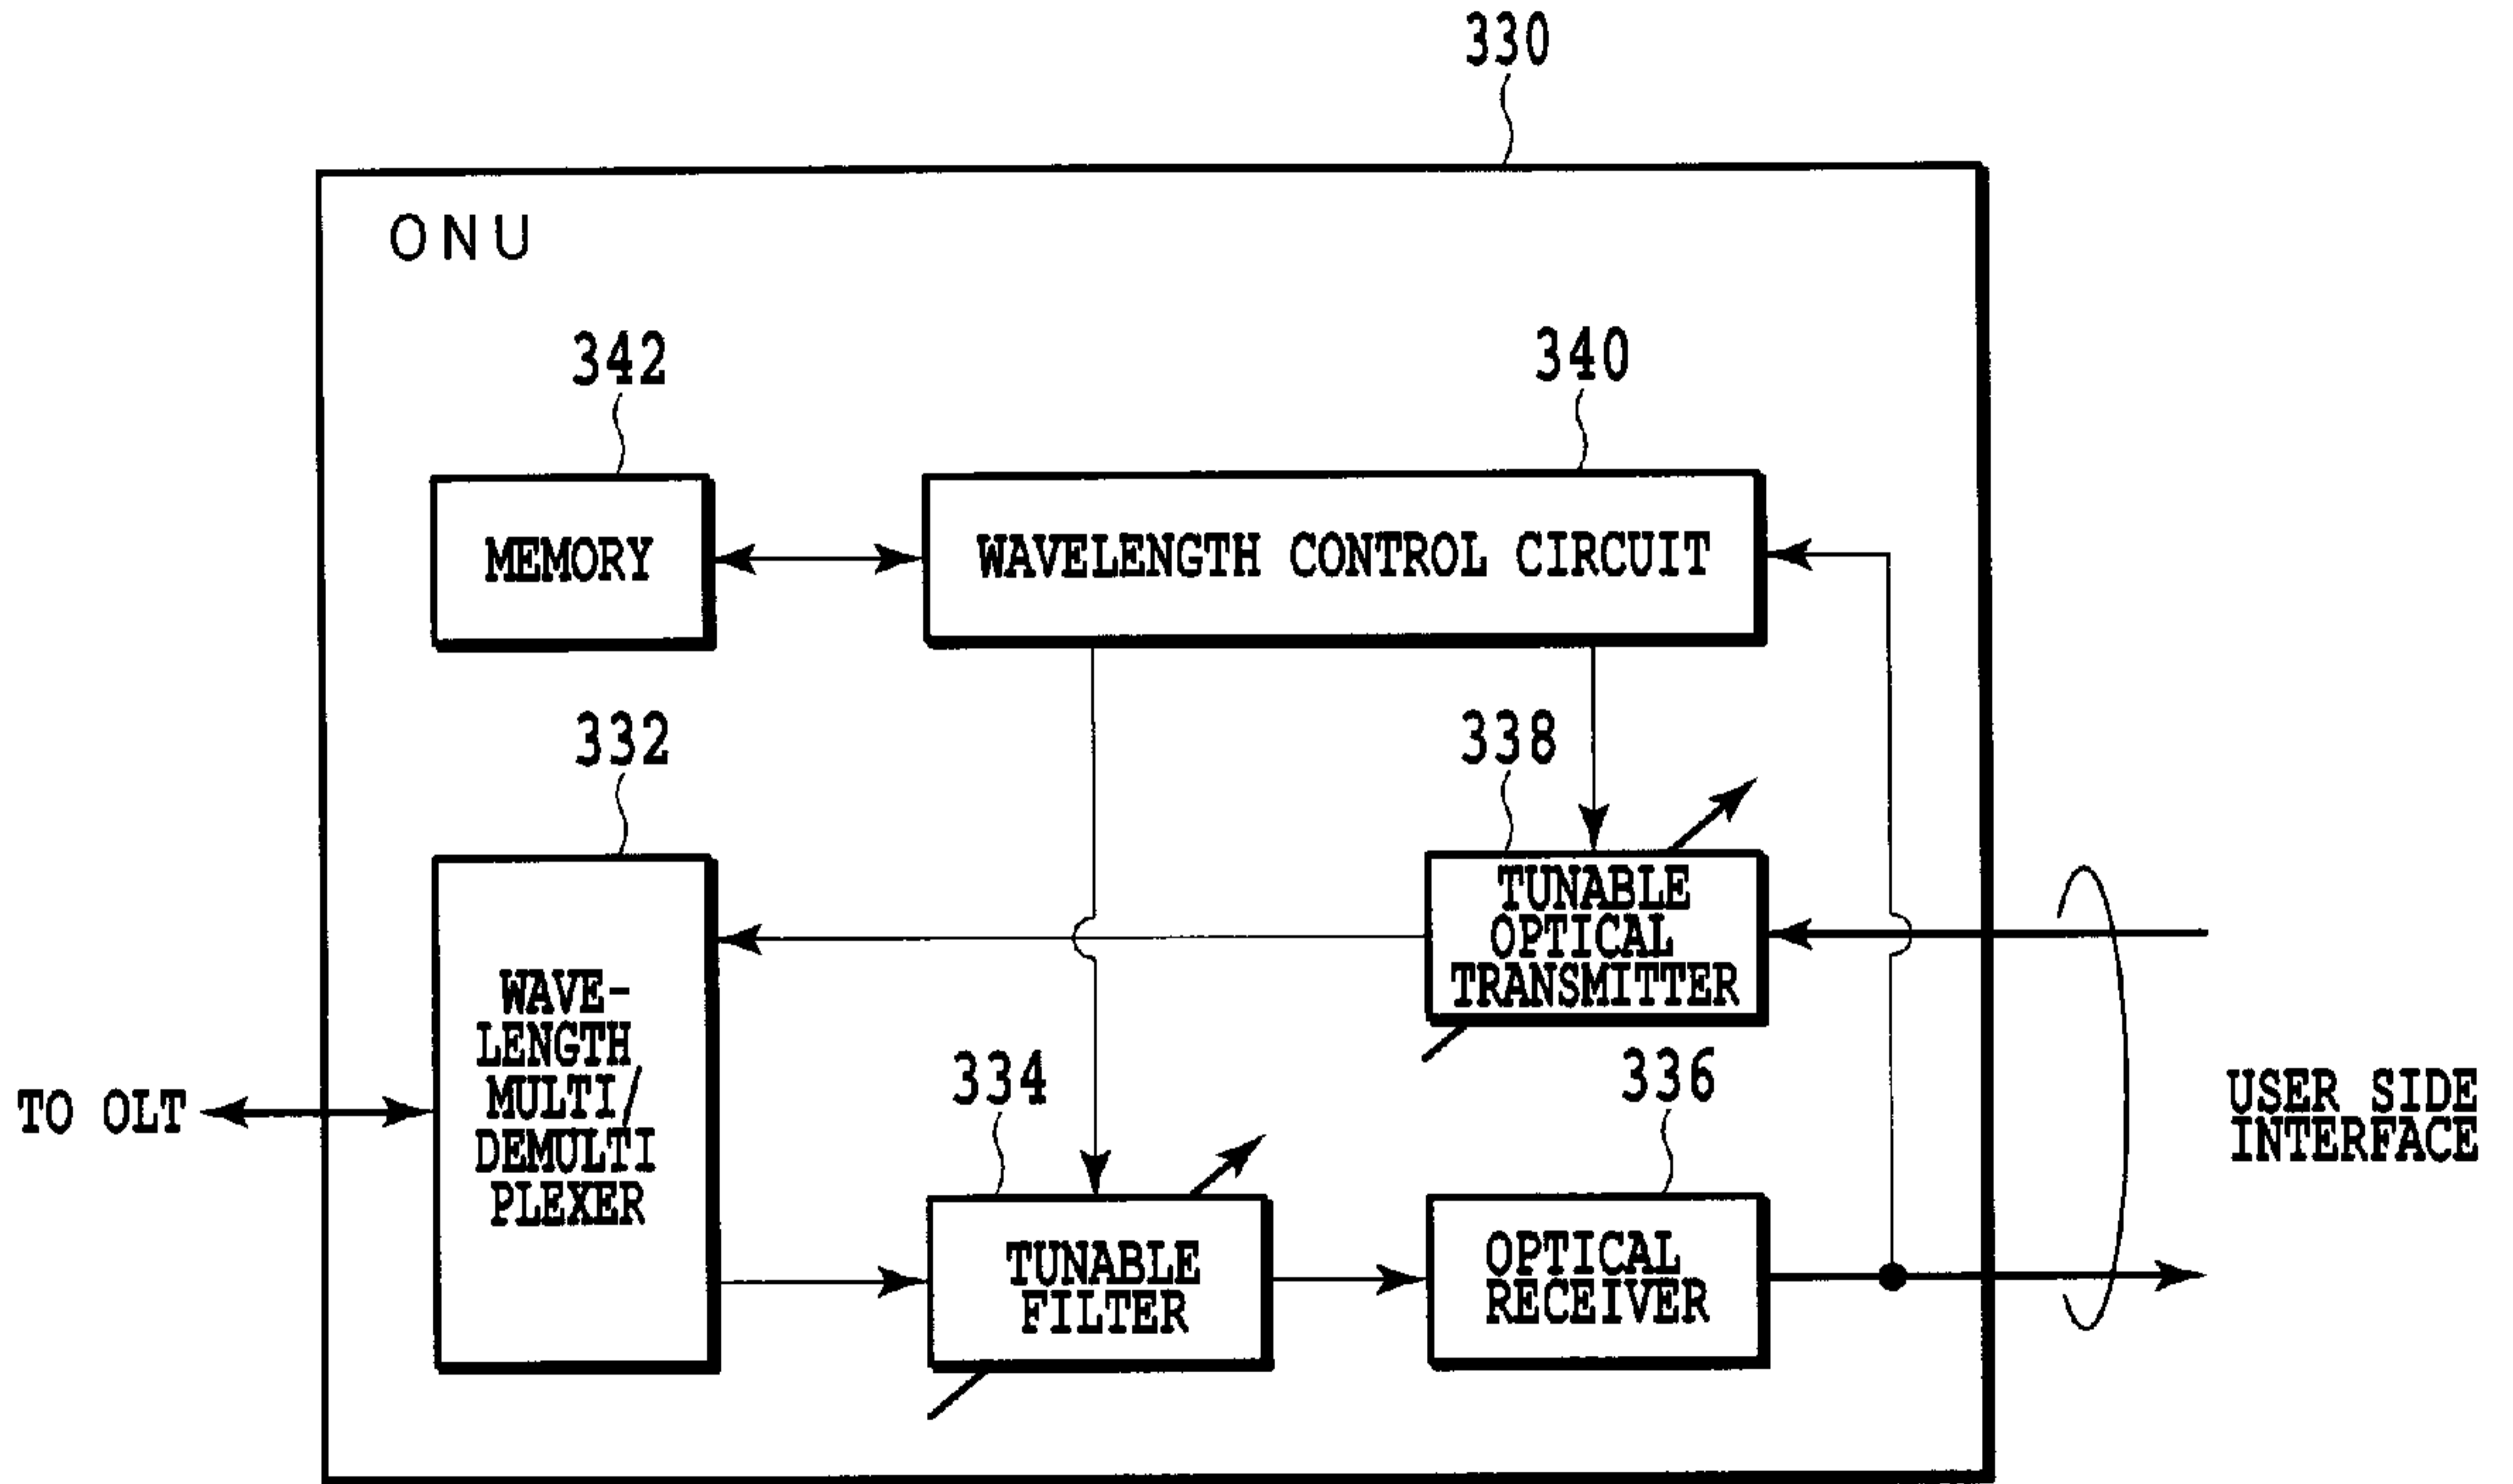 330
ONU
342
340
MEMORY
WAVELENGTH CONTROL CIRCUIT
332
338
TUNABLE
OPTICAL
TRANSMITTER
WAVE-
LENGTH
MULTI/
DEMULTI
PLEXER
TO OLT
334
336
USER SIDE
INTERFACE
TUNABLE
FILTER
OPTICAL
RECEIVER